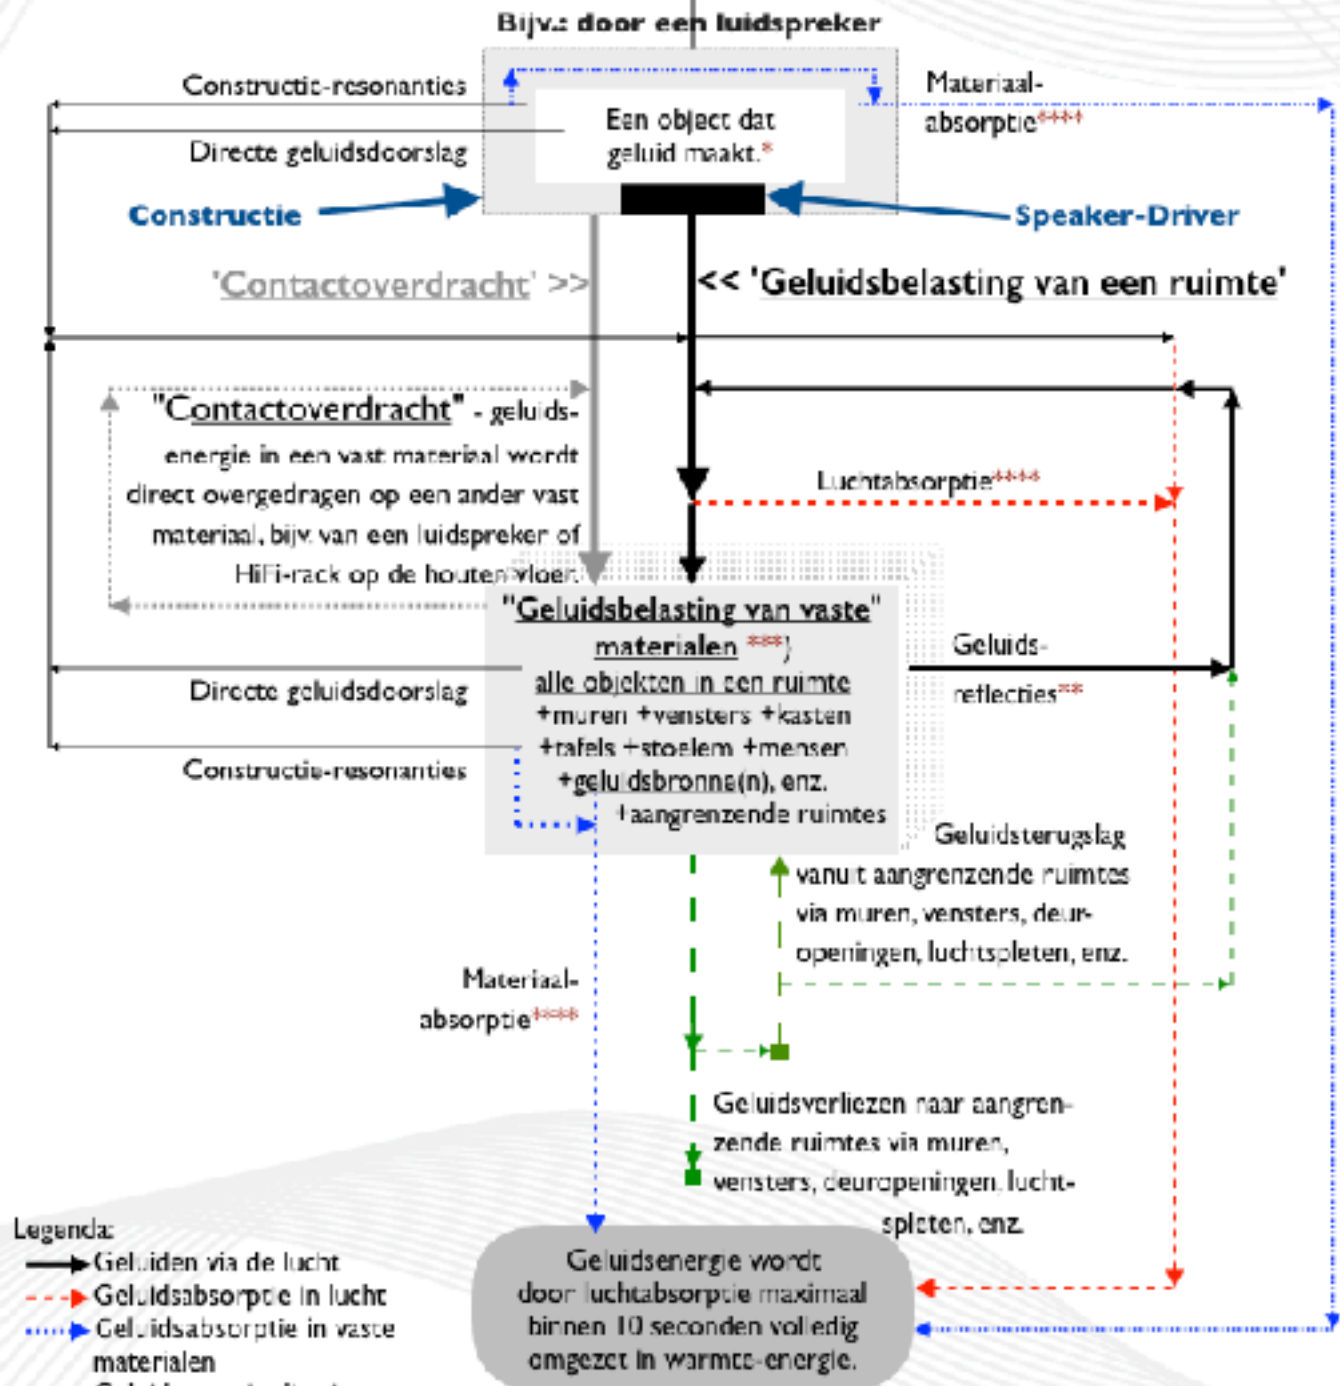 Bijv.: door een luidspreker
Constructie-resonanties
Materiaal-
absorptie****
Een object dat
geluid maakt.*
Directe geluidsdoorslag
Constructie
Speaker-Driver
'Contactoverdracht' >>
<< 'Geluidsbelasting van een ruimte'
"Contactoverdracht" - geluids-
energie in een vast materiaal wordt
direct overgedragen op een ander vast
materiaal, bijv. van een luidspreker of
HiFi-rack op de houten vloer.
Luchtabsorptie****
"Geluidsbelasting van vaste"
materialen ***)
alle objekten in een ruimte
+muren +vensters +kasten
+tafels +stoelem +mensen
+geluidsbronne(n), enz.
+aangrenzende ruimtes
Geluids-
reflecties**
Directe geluidsdoorslag
Constructie-resonanties
Geluidsterugslag
vanuit aangrenzende ruimtes
via muren, vensters, deur-
openingen, luchtspleten, enz.
Materiaal-
absorptie****
Geluidsverliezen naar aangren-
zende ruimtes via muren,
vensters, deuropeningen, lucht-
spleten, enz.
Legenda:
Geluiden via de lucht
Geluidsabsorptie in lucht
Geluidsabsorptie in vaste
materialen
Geluidsenergie wordt
door luchtabsorptie maximaal
binnen 10 seconden volledig
omgezet in warmte-energie.